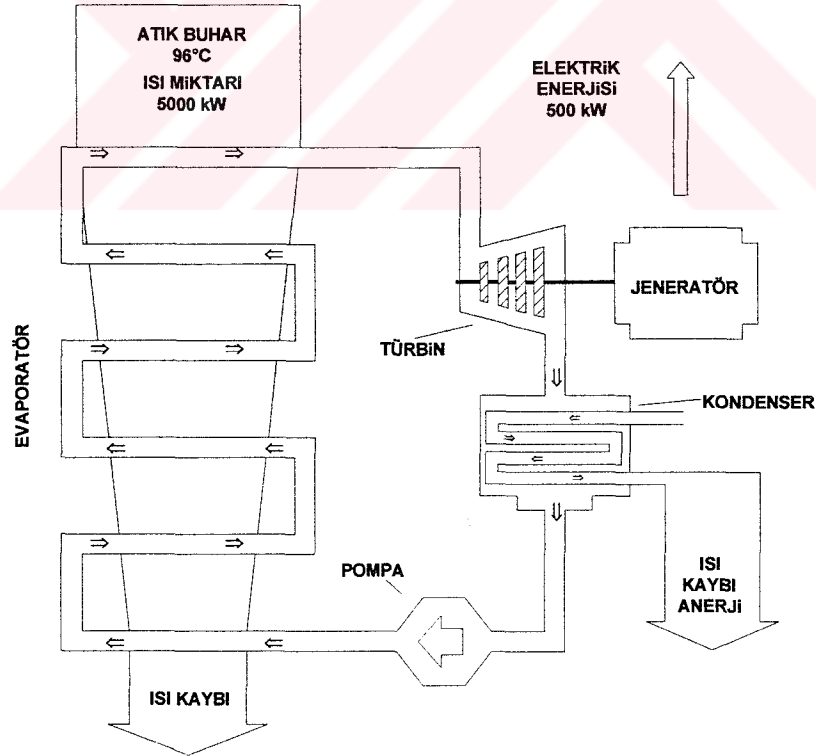 ATIK BUHAR
96°C
ISI MiKTARI
5000 kW
ELEKTRiK
ENERJiSi
500 kW
JENERATÖR
TÜRBiN
EVAPORATÖR
KONDENSER
POMPA
ISI
KAYBI
ANERJi
ISI KAYBI